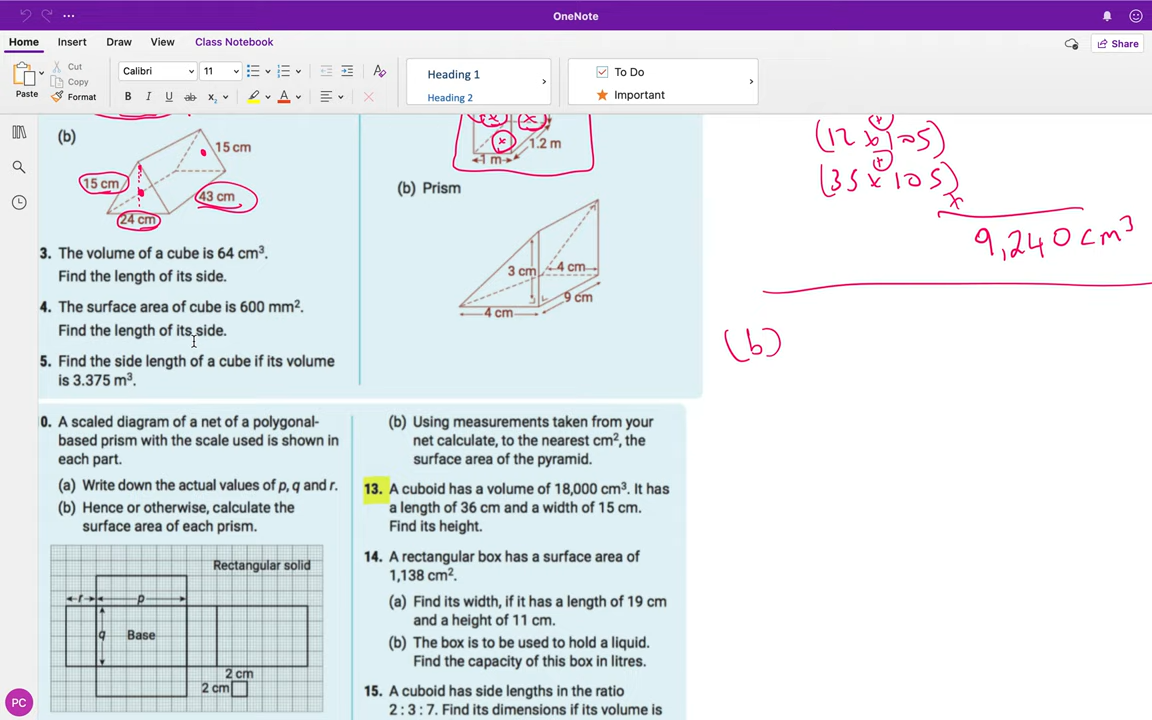 OneNote
Home Insert Draw View Class Notebook
Share
Paste
Cut
Copy
Format
Calibri 11
B I U ab x2 A
Heading 1
Heading 2
To Do
Important
(b)
15 cm
15 cm
43 cm
24 cm
3. The volume of a cube is 64 cm³.
Find the length of its side.
4. The surface area of cube is 600 mm².
Find the length of its side.
5. Find the side length of a cube if its volume
is 3.375 m³.
1.2 m
1 m
(b) Prism
3 cm
4 cm
9 cm
4 cm
(35 x 105)
9,240 cm³
(b)
0. A scaled diagram of a net of a polygonal-
based prism with the scale used is shown in
each part.
(a) Write down the actual values of p, q and r.
(b) Hence or otherwise, calculate the
surface area of each prism.
Rectangular solid
r p
q Base
2 cm
2 cm
(b) Using measurements taken from your
net calculate, to the nearest cm², the
surface area of the pyramid.
13. A cuboid has a volume of 18,000 cm³. It has
a length of 36 cm and a width of 15 cm.
Find its height.
14. A rectangular box has a surface area of
1,138 cm².
(a) Find its width, if it has a length of 19 cm
and a height of 11 cm.
(b) The box is to be used to hold a liquid.
Find the capacity of this box in litres.
15. A cuboid has side lengths in the ratio
2 : 3 : 7. Find its dimensions if its volume is
PC